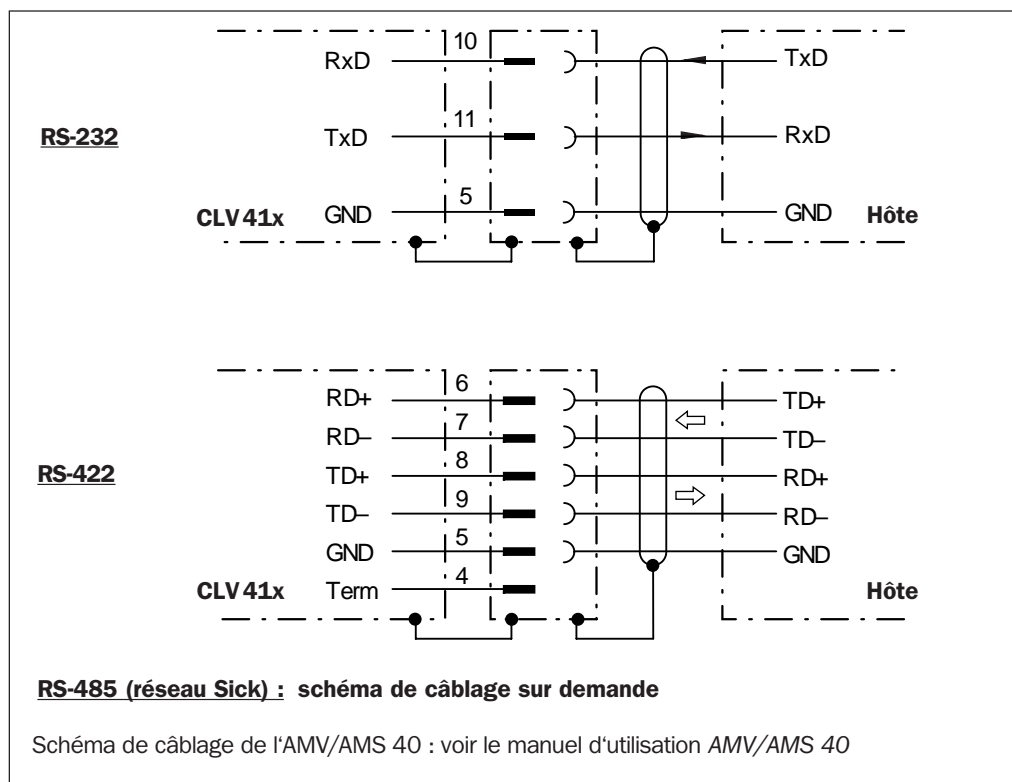 10
RxD TxD
11
RS-232 TxD RxD
5
CLV 41x GND GND Hôte
6
RD+ TD+
7
RD– TD–
8
RS-422 TD+ RD+
9
TD– RD–
5
GND GND
4
CLV 41x Term Hôte
RS-485 (réseau Sick) : schéma de câblage sur demande
Schéma de câblage de l‘AMV/AMS 40 : voir le manuel d‘utilisation AMV/AMS 40